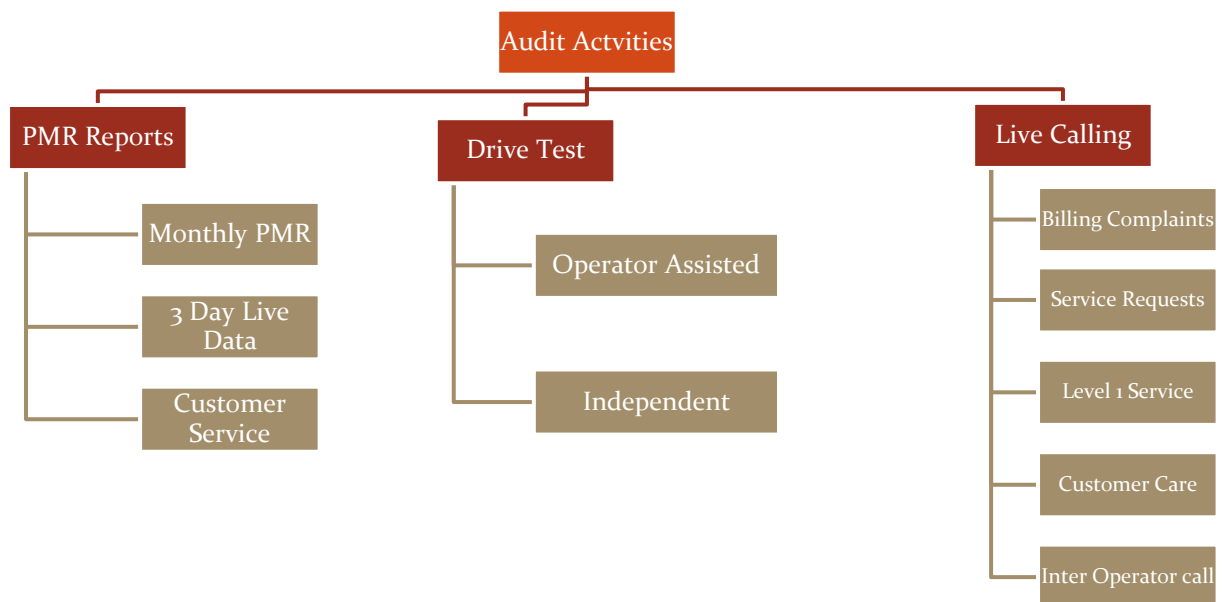 Audit Actvities
PMR Reports
Monthly PMR
3 Day Live
Data
Customer
Service
Drive Test
Operator Assisted
Independent
Live Calling
Billing Complaints
Service Requests
Level 1 Service
Customer Care
Inter Operator call